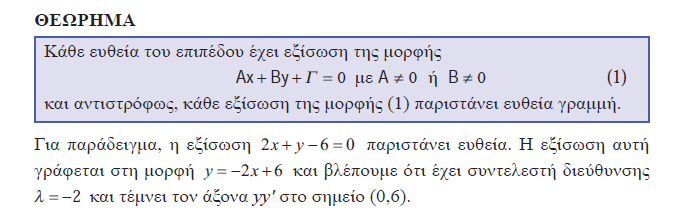 ΘΕΩΡΗΜΑ
Κάθε ευθεία του επιπέδου έχει εξίσωση της μορφής
Ax + By + Γ = 0 με A ≠ 0 ή B ≠ 0 (1)
και αντιστρόφως, κάθε εξίσωση της μορφής (1) παριστάνει ευθεία γραμμή.
Για παράδειγμα, η εξίσωση 2x + y − 6 = 0 παριστάνει ευθεία. Η εξίσωση αυτή
γράφεται στη μορφή y = −2x + 6 και βλέπουμε ότι έχει συντελεστή διεύθυνσης
λ = −2 και τέμνει τον άξονα yy′ στο σημείο (0,6).